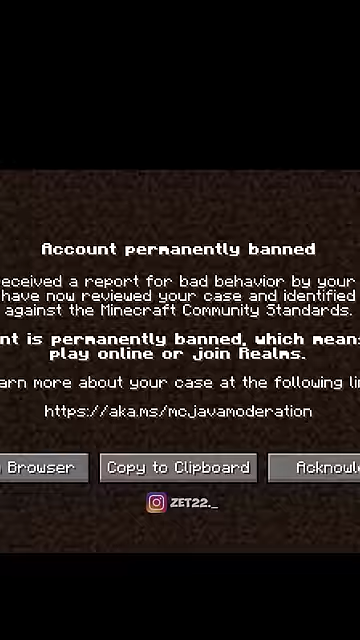 Account permanently banned
eceived a report for bad behavior by your
have now reviewed your case and identified
against the Minecraft Community Standards.
nt is permanently banned, which means
play online or join Realms.
arn more about your case at the following li
https://aka.ms/mcjavamoderation
Browser
Copy to Clipboard
Acknowl
ZET22._